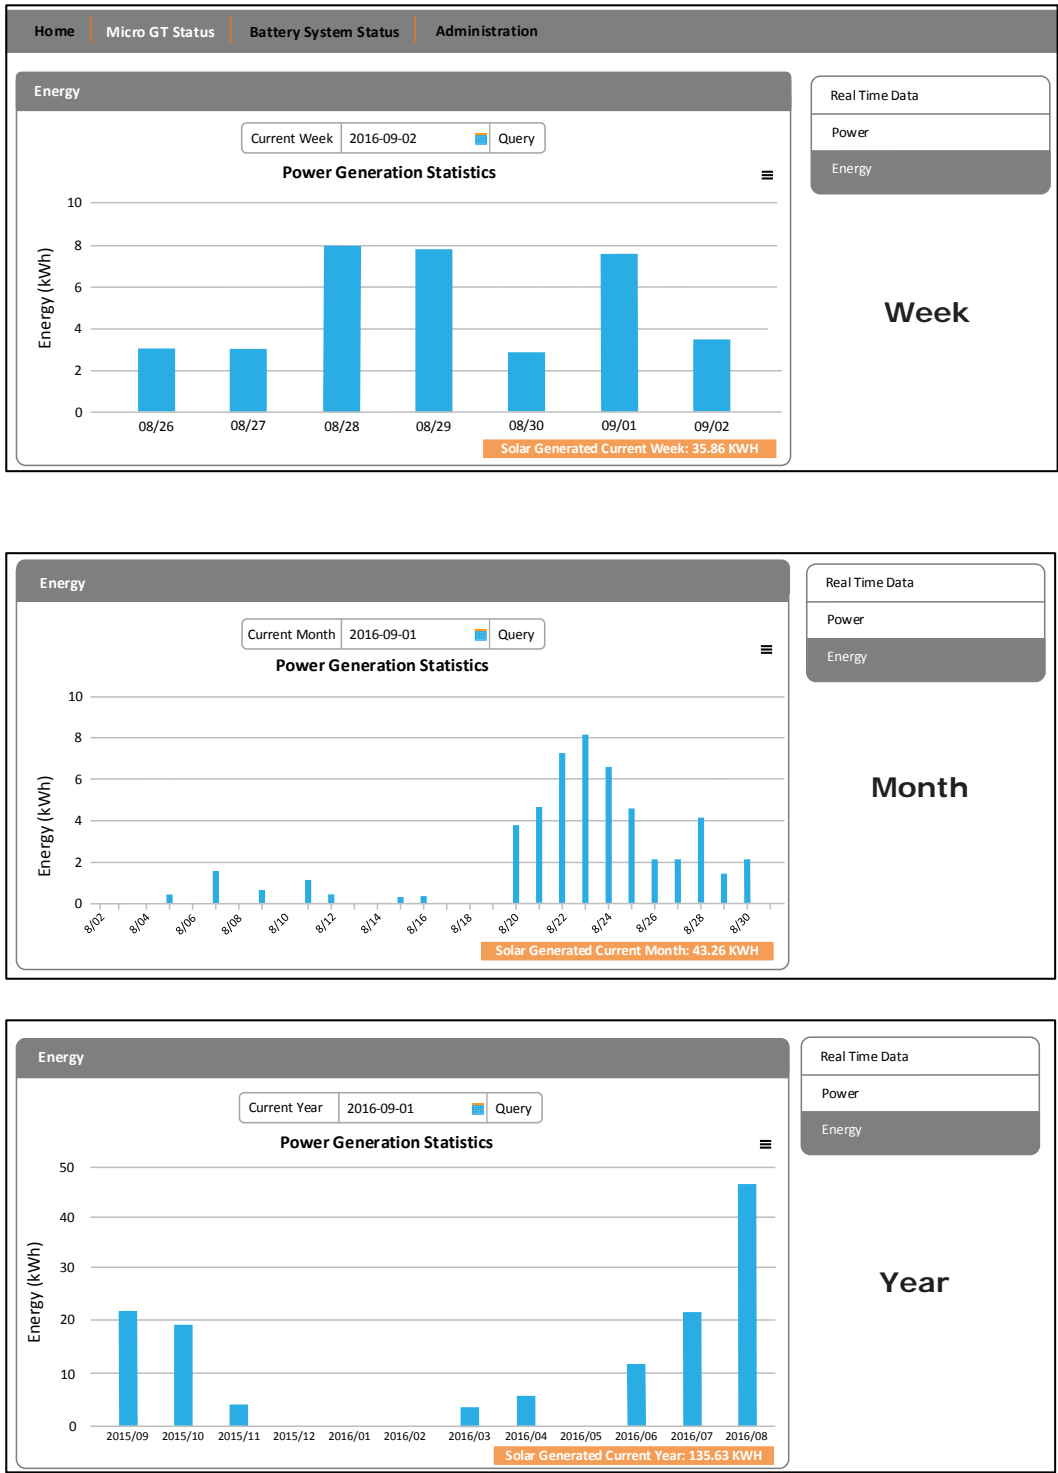 Home Micro GT Status Battery System Status Administration
Energy
Real Time Data
Power
Energy
Current Week 2016-09-02 Query
Power Generation Statistics
Energy (kWh)
10
8
6
4
2
0
08/26 08/27 08/28 08/29 08/30 09/01 09/02
Solar Generated Current Week: 35.86 KWH
Week
Energy
Real Time Data
Power
Energy
Current Month 2016-09-01 Query
Power Generation Statistics
Energy (kWh)
10
8
6
4
2
0
8/02 8/04 8/06 8/08 8/10 8/12 8/14 8/16 8/18 8/20 8/22 8/24 8/26 8/28 8/30
Solar Generated Current Month: 43.26 KWH
Month
Energy
Real Time Data
Power
Energy
Current Year 2016-09-01 Query
Power Generation Statistics
Energy (kWh)
50
40
30
20
10
0
2015/09 2015/10 2015/11 2015/12 2016/01 2016/02 2016/03 2016/04 2016/05 2016/06 2016/07 2016/08
Solar Generated Current Year: 135.63 KWH
Year